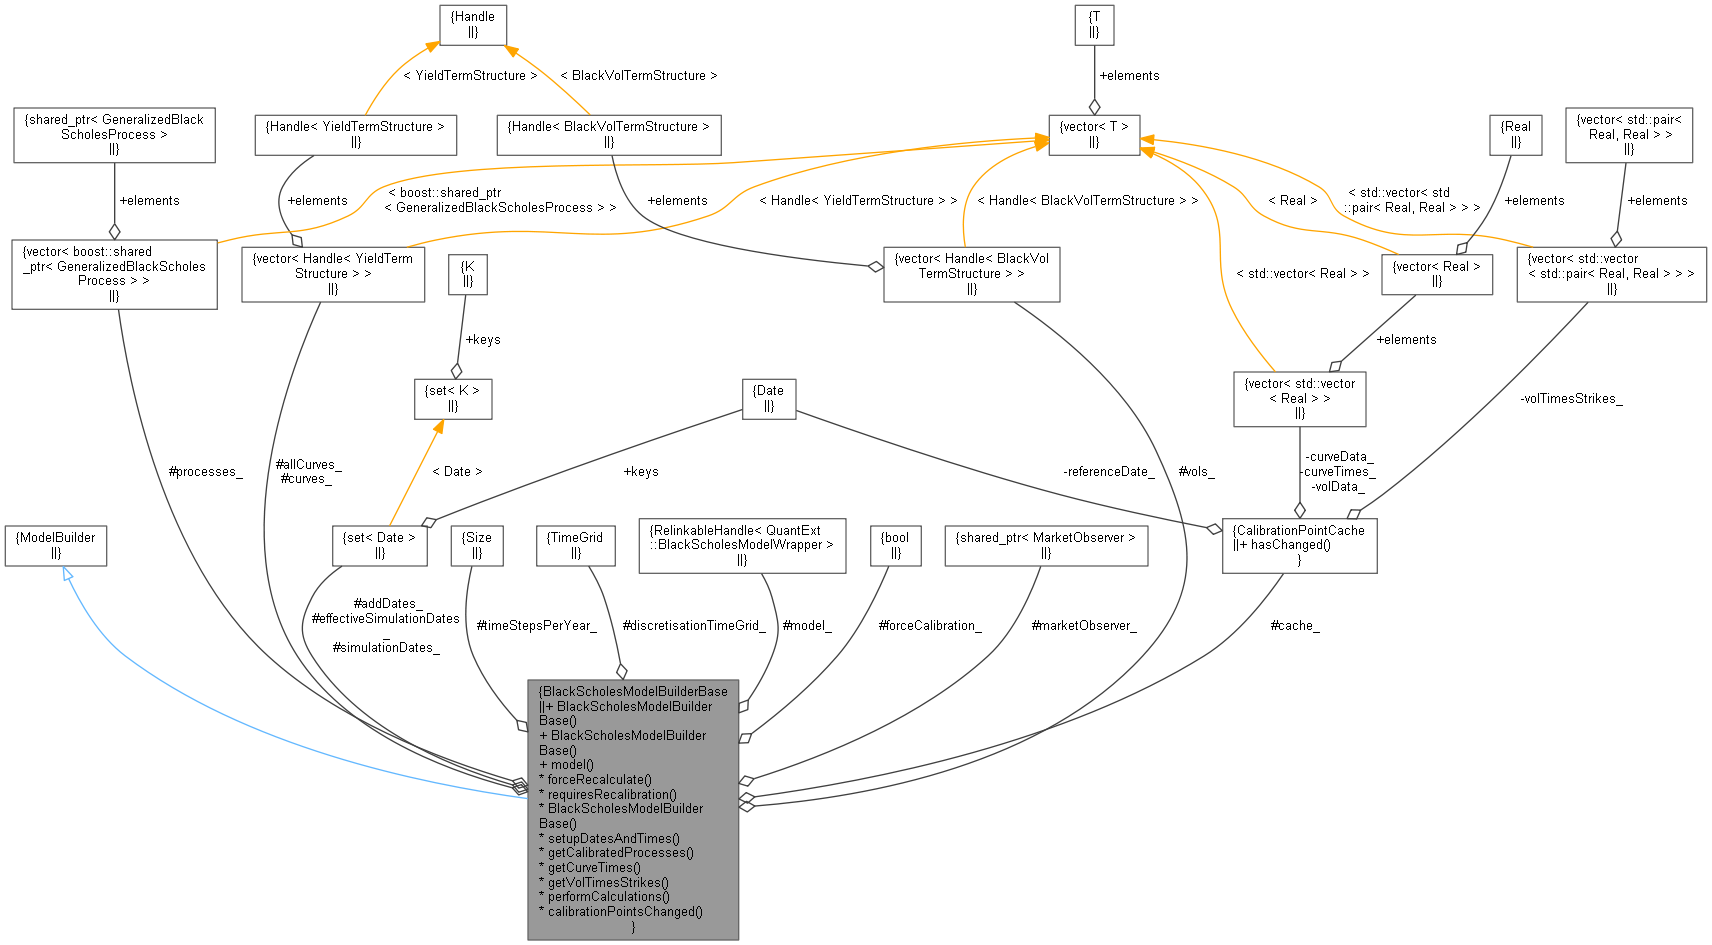 {Handle
||}
{T
||}
< YieldTermStructure >
< BlackVolTermStructure >
+elements
{shared_ptr< GeneralizedBlack
ScholesProcess >
||}
{Handle< YieldTermStructure >
||}
{Handle< BlackVolTermStructure >
||}
{vector< T >
||}
{Real
||}
{vector< std::pair<
Real, Real > >
||}
+elements
< boost::shared_ptr
< GeneralizedBlackScholesProcess > >
+elements
+elements
< Handle< YieldTermStructure > >
< Handle< BlackVolTermStructure > >
< Real >
< std::vector< std
::pair< Real, Real > > >
+elements
+elements
{vector< boost::shared
_ptr< GeneralizedBlackScholes
Process > >
||}
{vector< Handle< YieldTerm
Structure > >
||}
{K
||}
{vector< Handle< BlackVol
TermStructure > >
||}
< std::vector< Real > >
{vector< Real >
||}
{vector< std::vector
< std::pair< Real, Real > > >
||}
+keys
+elements
{set< K >
||}
{Date
||}
{vector< std::vector
< Real > >
||}
-volTimesStrikes_
#processes_
#allCurves_
#curves_
< Date >
+keys
-referenceDate_
#vols_
-curveData_
-curveTimes_
-volData_
{ModelBuilder
||}
{set< Date >
||}
{Size
||}
{TimeGrid
||}
{RelinkableHandle< QuantExt
::BlackScholesModelWrapper >
||}
{bool
||}
{shared_ptr< MarketObserver >
||}
{CalibrationPointCache
||+ hasChanged()
}
#addDates_
#effectiveSimulationDates
_
#simulationDates_
#timeStepsPerYear_
#discretisationTimeGrid_
#model_
#forceCalibration_
#marketObserver_
#cache_
{BlackScholesModelBuilderBase
||+ BlackScholesModelBuilder
Base()
+ BlackScholesModelBuilder
Base()
+ model()
* forceRecalculate()
* requiresRecalibration()
* BlackScholesModelBuilder
Base()
* setupDatesAndTimes()
* getCalibratedProcesses()
* getCurveTimes()
* getVolTimesStrikes()
* performCalculations()
* calibrationPointsChanged()
}